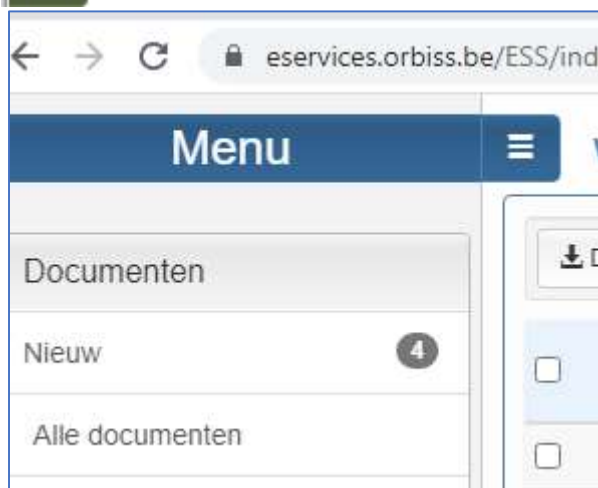 eservices.orbiss.be/ESS/ind
Menu
Documenten
Nieuw 4
Alle documenten